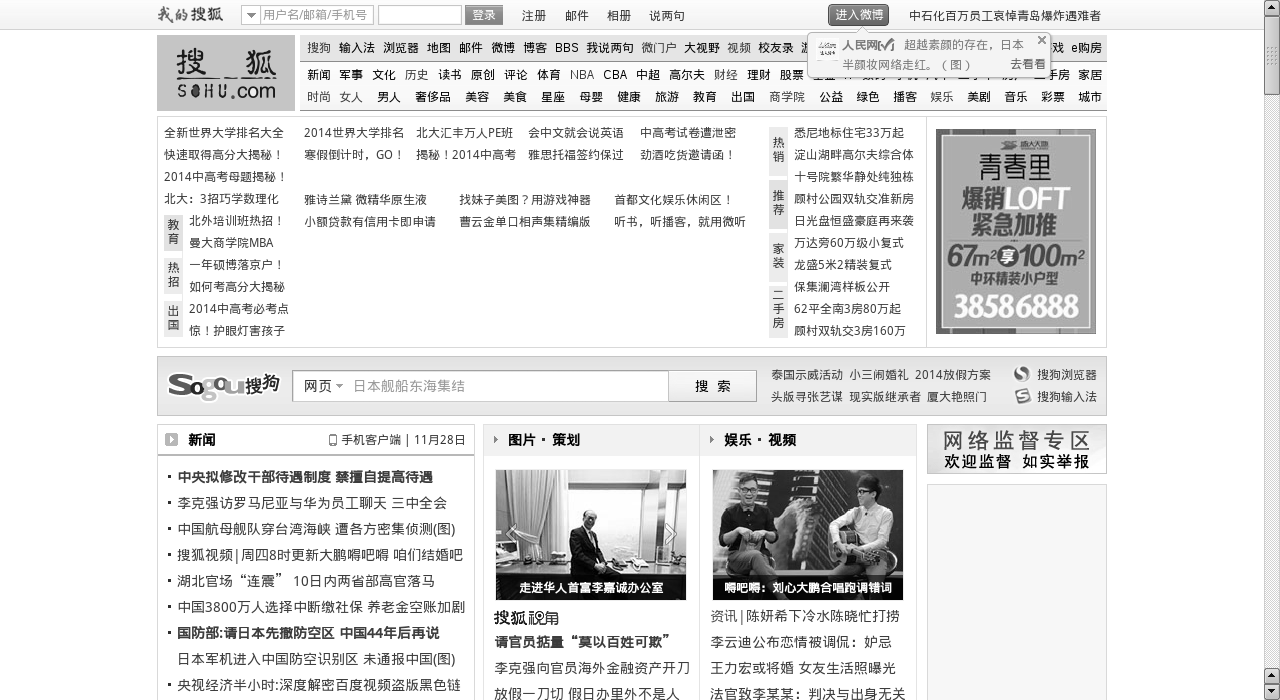 我的搜狐 用户名/邮箱/手机号 登录 注册 邮件 相册 说两句 进入微博 中石化百万员工哀悼青岛爆炸遇难者
搜狐 SOHU.com
搜狗 输入法 浏览器 地图 邮件 微博 博客 BBS 我说两句 微门户 大视野 视频 校友录 戏 e购房
人民网 超越素颜的存在，日本
半颜妆网络走红。（图） 去看看
新闻 军事 文化 历史 读书 原创 评论 体育 NBA CBA 中超 高尔夫 财经 理财 股票 家居
时尚 女人 男人 奢侈品 美容 美食 星座 母婴 健康 旅游 教育 出国 商学院 公益 绿色 播客 娱乐 美剧 音乐 彩票 城市
全新世界大学排名大全 2014世界大学排名 北大汇丰万人PE班 会中文就会说英语 中高考试卷遭泄密
快速取得高分大揭秘！ 寒假倒计时，GO！ 揭秘！2014中高考 雅思托福签约保过 劲酒吃货邀请函！
2014中高考母题揭秘！
北大：3招巧学数理化 雅诗兰黛 微精华原生液 找妹子美图？用游戏神器 首都文化娱乐休闲区！
教育 北外培训班热招！ 小额贷款有信用卡即申请 曹云金单口相声集精编版 听书，听播客，就用微听
曼大商学院MBA
热招 一年硕博落京户！
如何考高分大揭秘
出国 2014中高考必考点
惊！护眼灯害孩子
热销 悉尼地标住宅33万起
淀山湖畔高尔夫综合体
十号院繁华静处纯独栋
推荐 顾村公园双轨交准新房
日光盘恒盛豪庭再来袭
家装 万达旁60万级小复式
龙盛5米2精装复式
保集澜湾样板公开
二手房 62平全南3房80万起
顾村双轨交3房160万
青春里
爆销LOFT
紧急加推
67m²享100m²
中环精装小户型
38586888
Sogou搜狗 网页 日本舰船东海集结 搜 索
泰国示威活动 小三闹婚礼 2014放假方案 搜狗浏览器
头版寻张艺谋 现实版继承者 厦大艳照门 搜狗输入法
新闻 手机客户端 | 11月28日
中央拟修改干部待遇制度 禁擅自提高待遇
李克强访罗马尼亚与华为员工聊天 三中全会
中国航母舰队穿台湾海峡 遭各方密集侦测(图)
搜狐视频|周四8时更新大鹏嘚吧嘚 咱们结婚吧
湖北官场“连震” 10日内两省部高官落马
中国3800万人选择中断缴社保 养老金空账加剧
国防部:请日本先撤防空区 中国44年后再说
日本军机进入中国防空识别区 未通报中国(图)
央视经济半小时:深度解密百度视频盗版黑色链
图片·策划
走进华人首富李嘉诚办公室
搜狐视角
请官员掂量“莫以百姓可欺”
李克强向官员海外金融资产开刀
放假一刀切 假日办里外不是人
娱乐·视频
嘚吧嘚：刘心大鹏合唱跑调错词
资讯|陈妍希下冷水陈晓忙打捞
李云迪公布恋情被调侃：妒忌
王力宏或将婚 女友生活照曝光
法官致李某某：判决与出身无关
网络监督专区
欢迎监督 如实举报